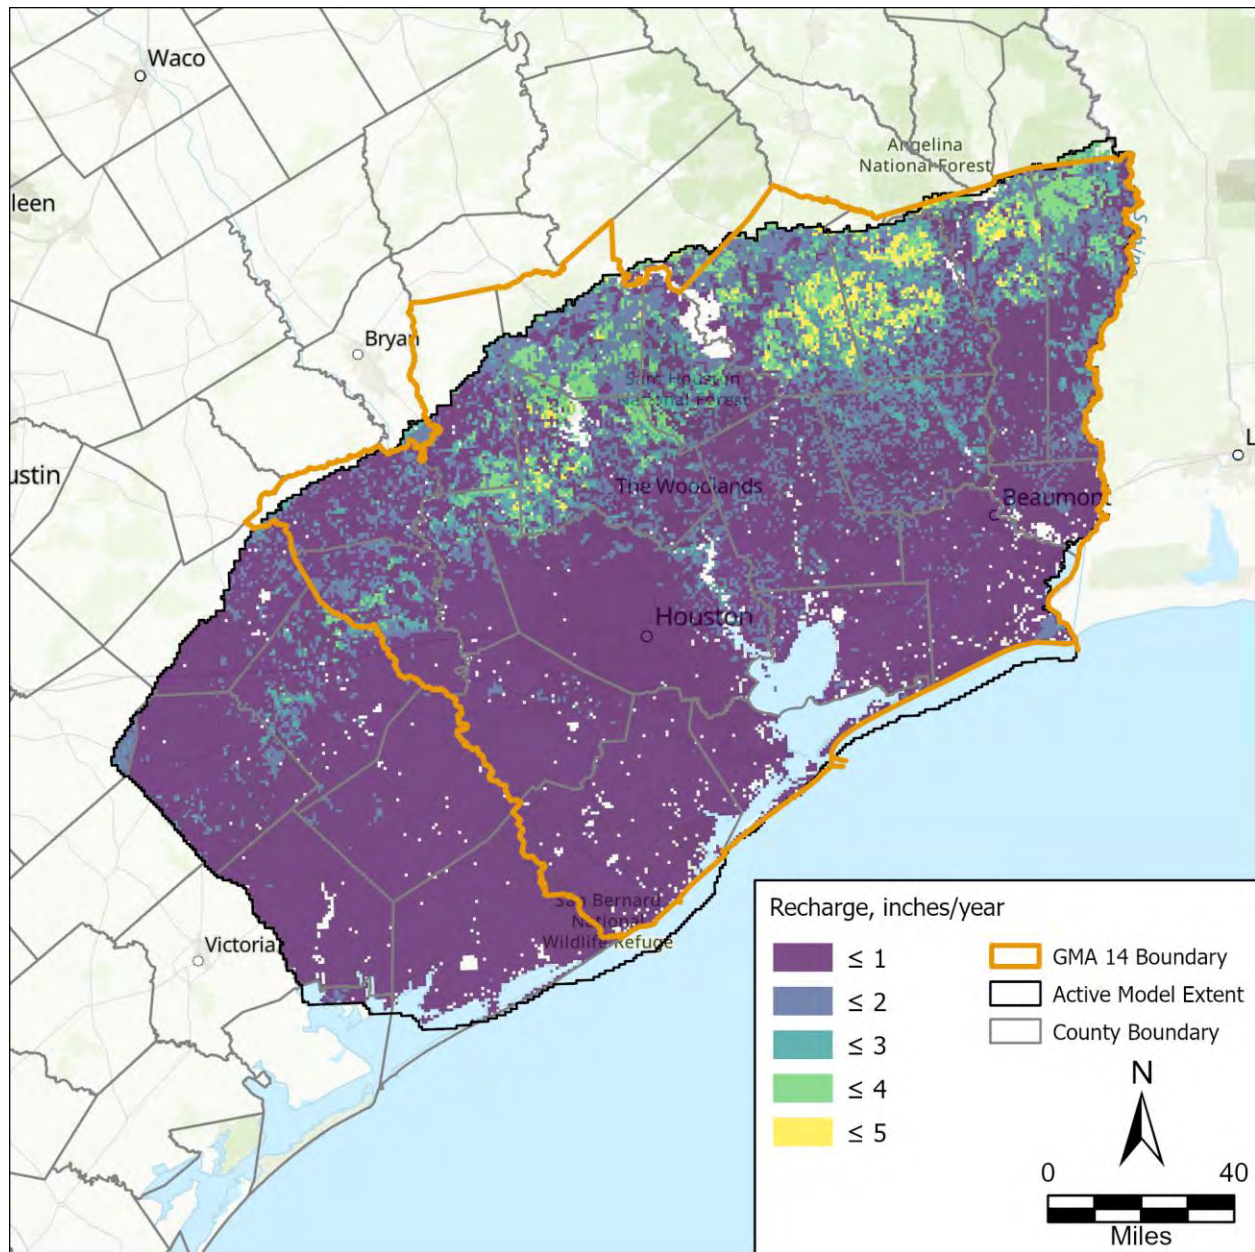 Waco
Angelina
National Forest
leen
Bryan
Sam Houston
National Forest
ustin
The Woodlands
L
Beaumont
Houston
San Bernard
National
Wildlife Refuge
Victoria
Recharge, inches/year
≤ 1
≤ 2
≤ 3
≤ 4
≤ 5
GMA 14 Boundary
Active Model Extent
County Boundary
N
0 40
Miles